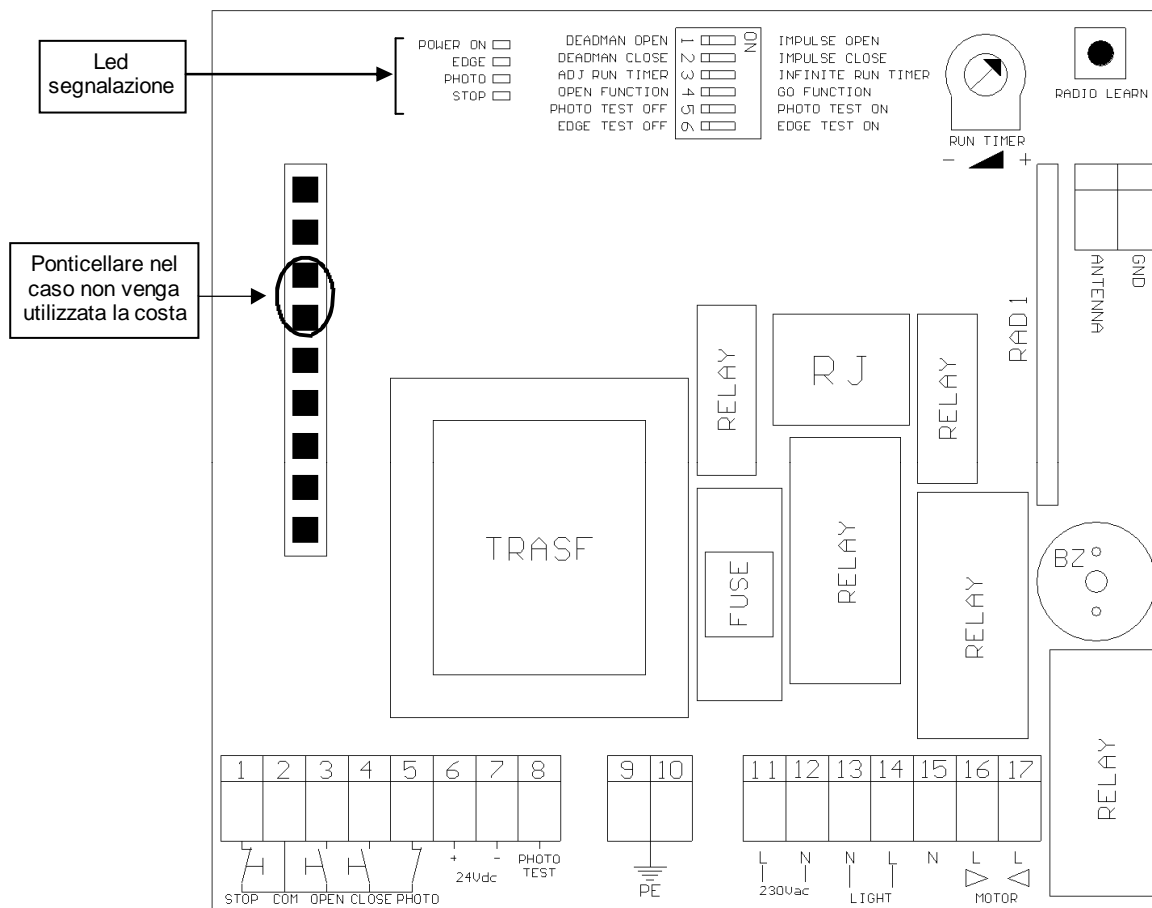 Led
segnalazione
POWER ON
EDGE
PHOTO
STOP
DEADMAN OPEN 1 ON IMPULSE OPEN
DEADMAN CLOSE 2 IMPULSE CLOSE
ADJ RUN TIMER 3 INFINITE RUN TIMER
OPEN FUNCTION 4 GO FUNCTION
PHOTO TEST OFF 5 PHOTO TEST ON
EDGE TEST OFF 6 EDGE TEST ON
RUN TIMER
- +
RADIO LEARN
Ponticellare nel
caso non venga
utilizzata la costa
ANTENNA
GND
RAD1
RELAY
RJ
RELAY
TRASF
FUSE
RELAY
RELAY
BZ
RELAY
1 2 3 4 5 6 7 8
9 10
11 12 13 14 15 16 17
+ -
24Vdc
PHOTO
TEST
STOP COM OPEN CLOSE PHOTO
PE
L N N L N L L
230Vac
LIGHT
MOTOR